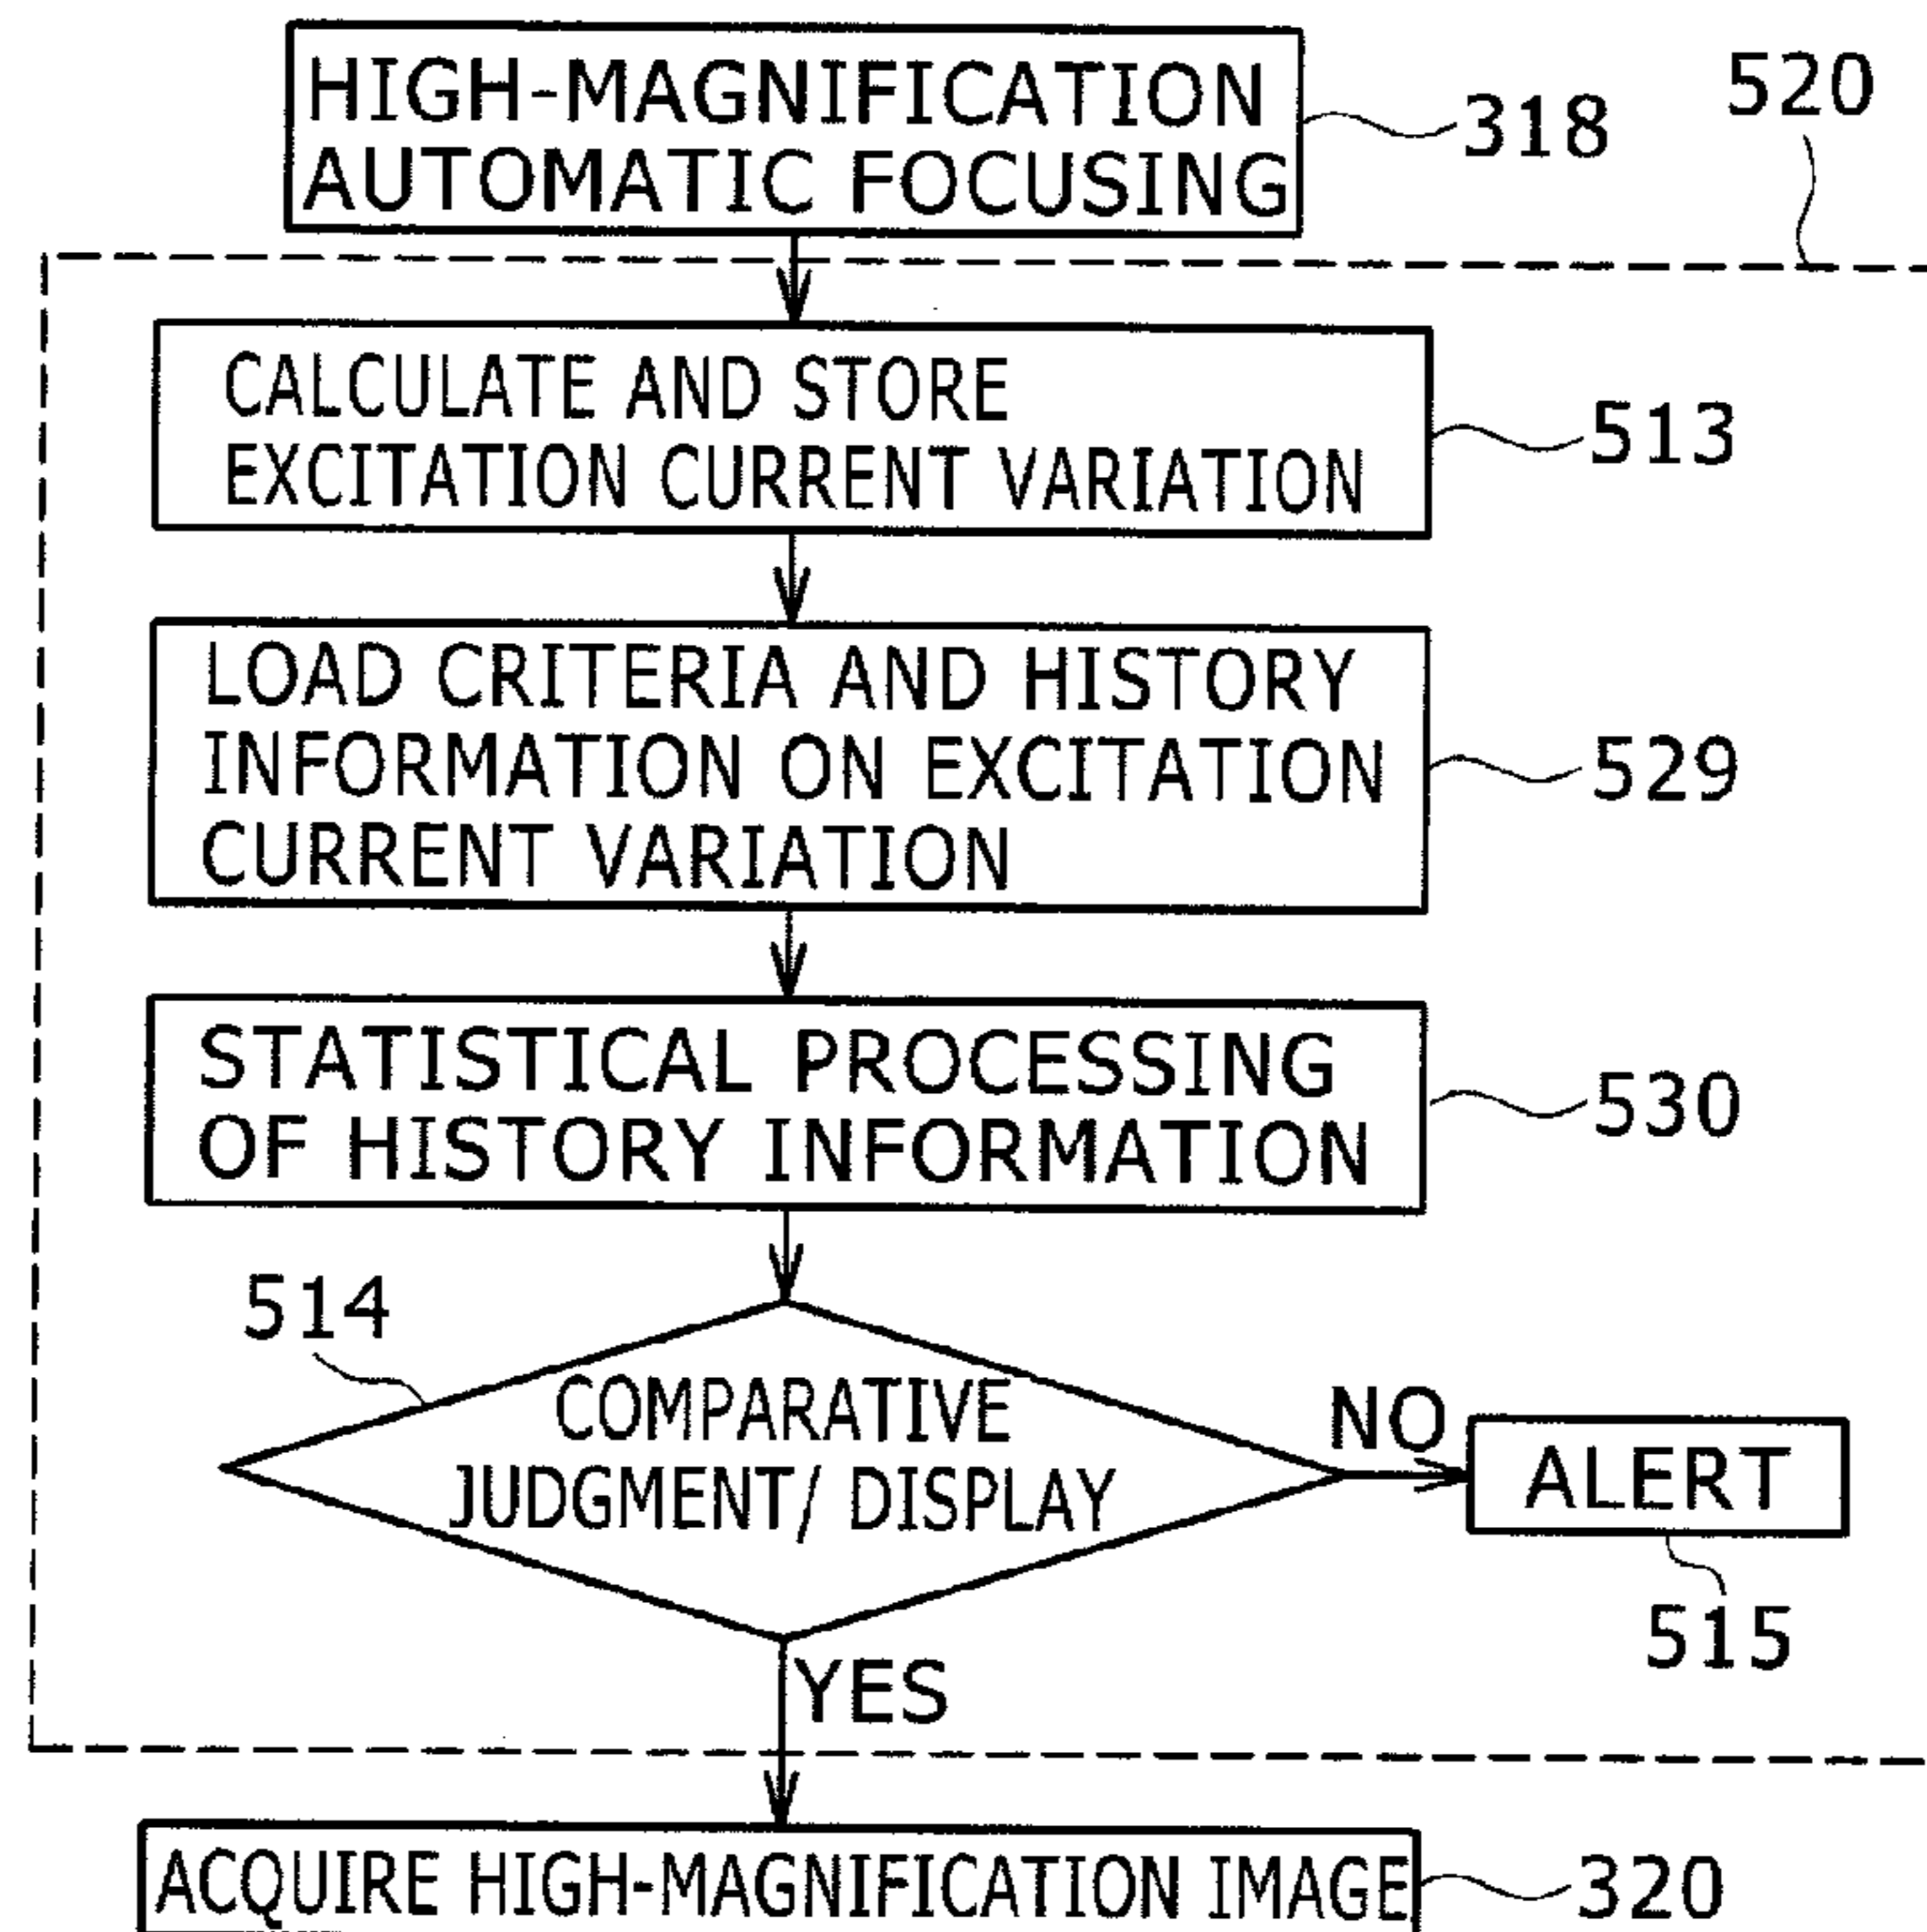 HIGH-MAGNIFICATION
AUTOMATIC FOCUSING
318
520
CALCULATE AND STORE
EXCITATION CURRENT VARIATION
513
LOAD CRITERIA AND HISTORY
INFORMATION ON EXCITATION
CURRENT VARIATION
529
STATISTICAL PROCESSING
OF HISTORY INFORMATION
530
514
COMPARATIVE
JUDGMENT/ DISPLAY
NO
ALERT
515
YES
ACQUIRE HIGH-MAGNIFICATION IMAGE
320